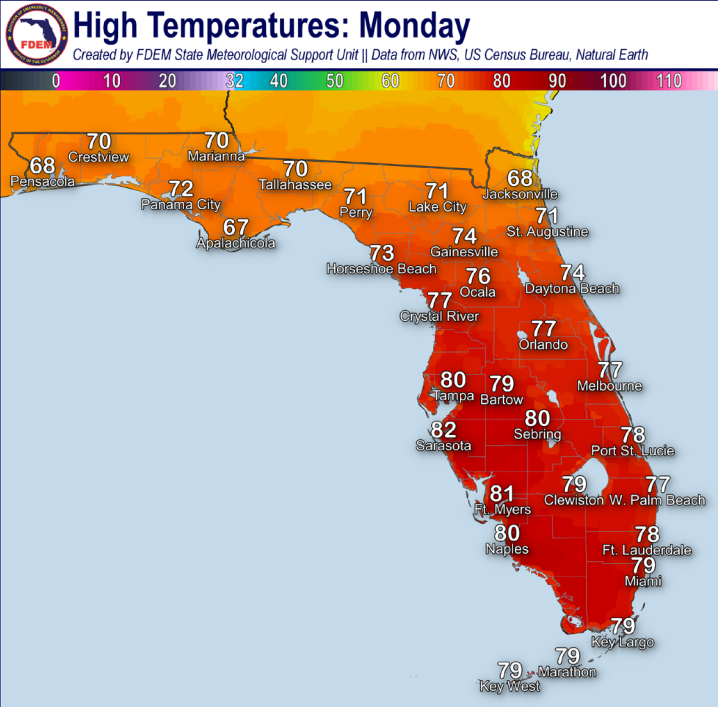 High Temperatures: Monday
Created by FDEM State Meteorological Support Unit || Data from NWS, US Census Bureau, Natural Earth
FDEM
0 10 20 32 40 50 60 70 80 90 100 110
70
Crestview
70
Marianna
68
Pensacola
70
Tallahassee
72
Panama City
71
Perry
71
Lake City
68
Jacksonville
67
Apalachicola
71
St. Augustine
74
Gainesville
73
Horseshoe Beach
76
Ocala
74
Daytona Beach
77
Crystal River
77
Orlando
77
Melbourne
80
Tampa
79
Bartow
80
Sebring
82
Sarasota
78
Port St. Lucie
81
Ft. Myers
79
Clewiston
77
W. Palm Beach
80
Naples
78
Ft. Lauderdale
79
Miami
79
Key Largo
79
Marathon
79
Key West